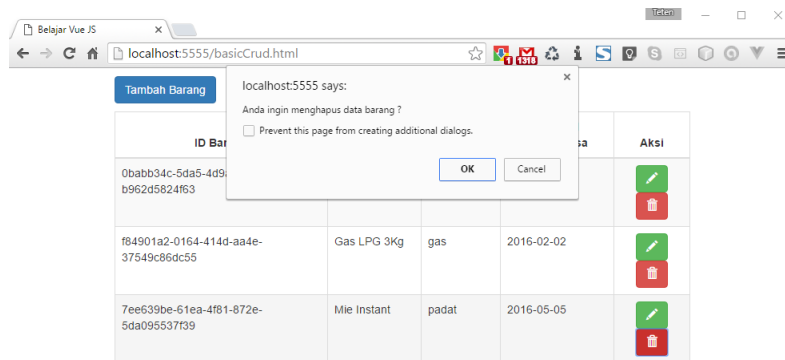 Teten
Belajar Vue JS
localhost:5555/basicCrud.html
1
1318
Tambah Barang
localhost:5555 says:
Anda ingin menghapus data barang ?
Prevent this page from creating additional dialogs.
OK
Cancel
ID Bar
sa
Aksi
0babb34c-5da5-4d9
b962d5824f63
f84901a2-0164-414d-aa4e-
37549c86dc55
Gas LPG 3Kg
gas
2016-02-02
7ee639be-61ea-4f81-872e-
5da095537f39
Mie Instant
padat
2016-05-05